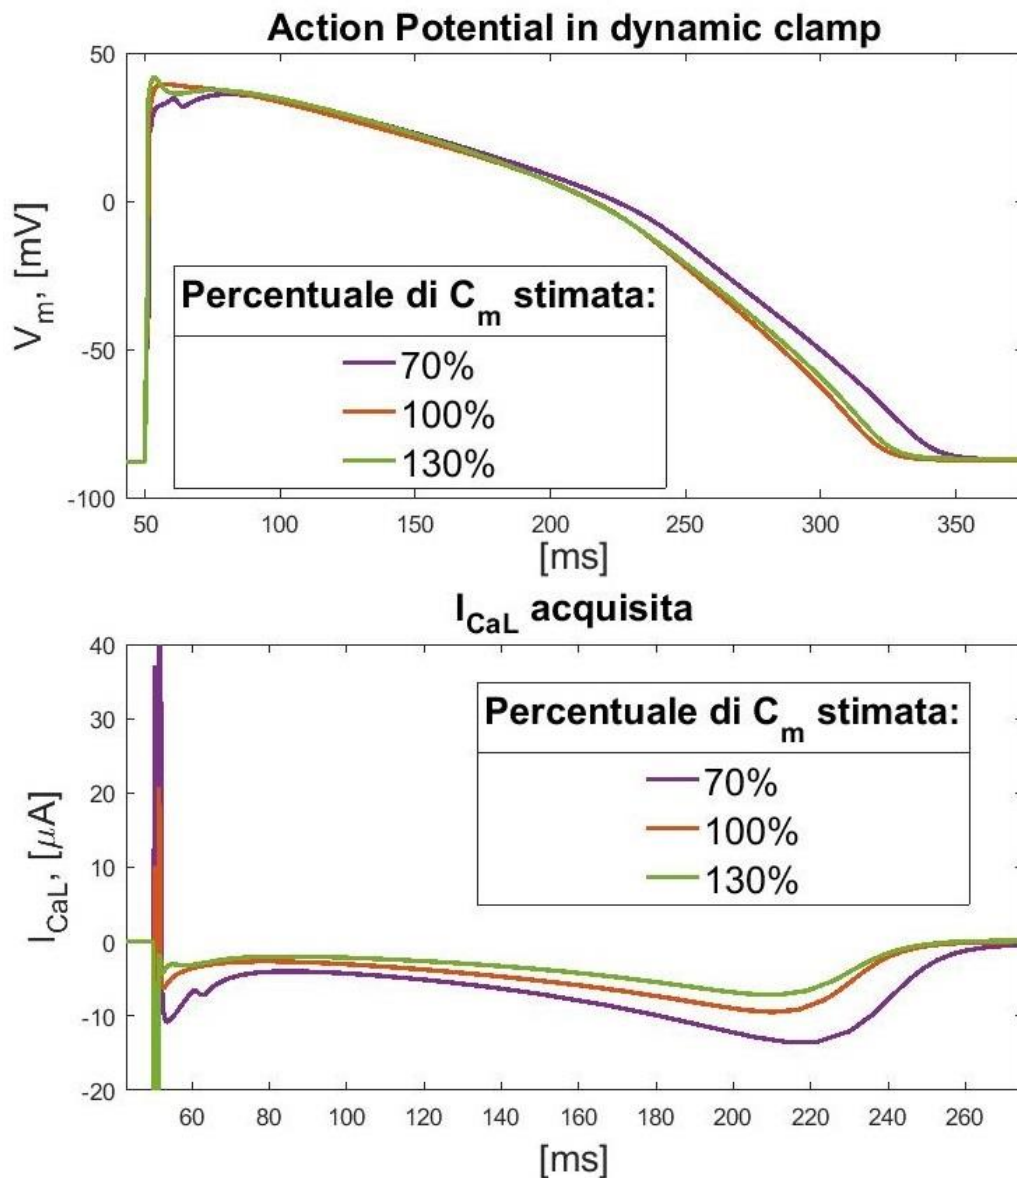 Action Potential in dynamic clamp
50
0
-50
-100
V_m, [mV]
Percentuale di C_m stimata:
70%
100%
130%
50 100 150 200 250 300 350
[ms]
I_CaL acquisita
40
30
20
10
0
-10
-20
I_CaL, [μA]
Percentuale di C_m stimata:
70%
100%
130%
60 80 100 120 140 160 180 200 220 240 260
[ms]